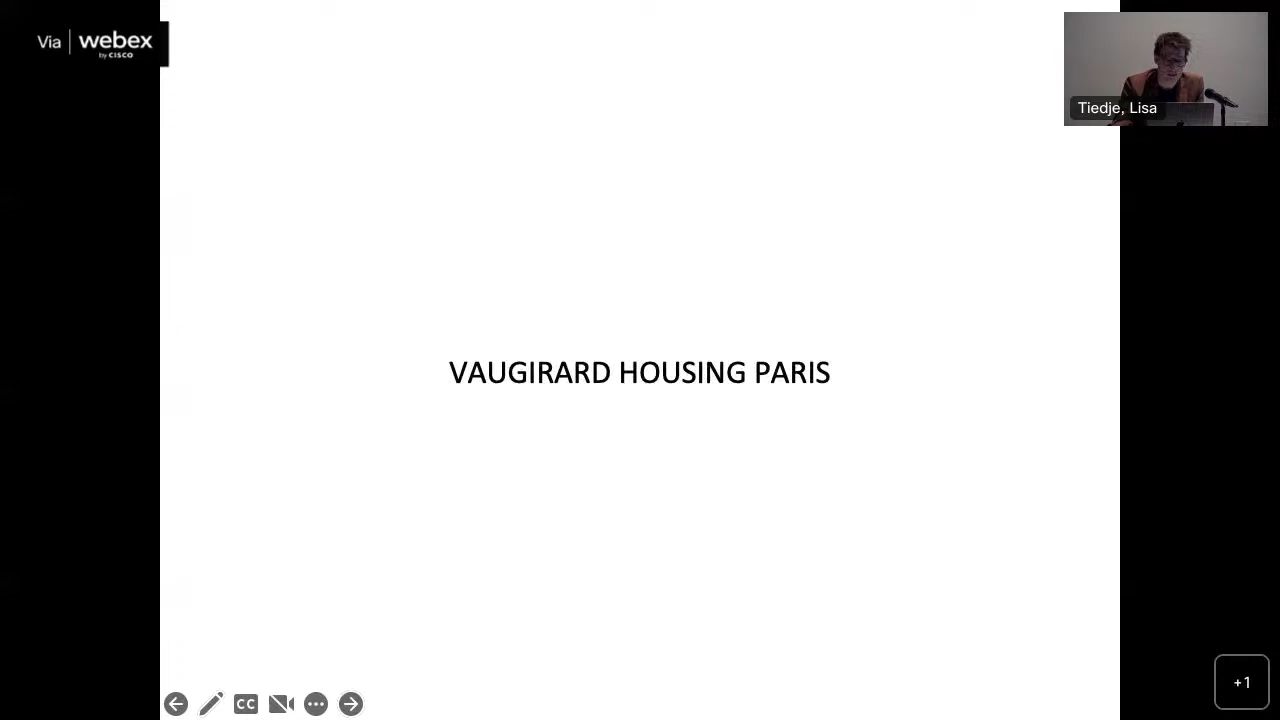 Via webex
by CISCO
Tiedje, Lisa
VAUGIRARD HOUSING PARIS
CC
+1